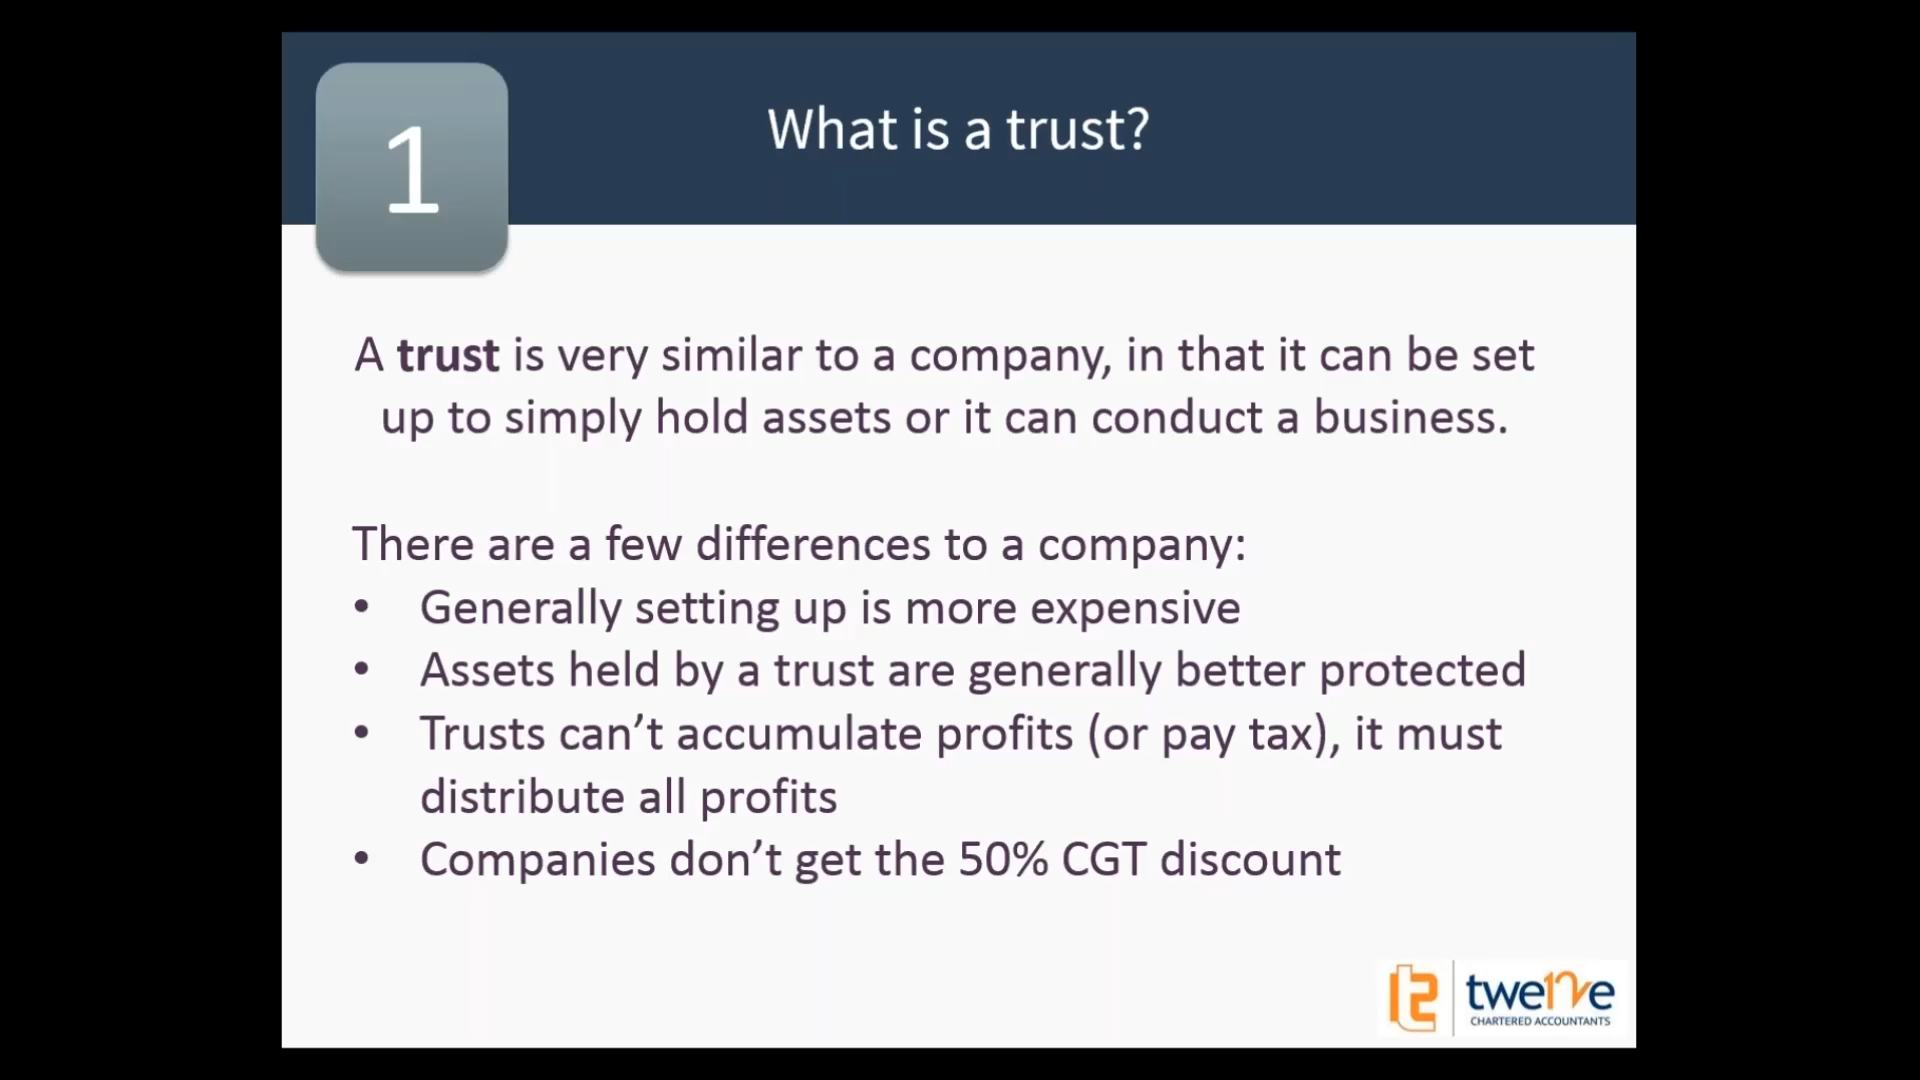 1
What is a trust?
A trust is very similar to a company, in that it can be set
up to simply hold assets or it can conduct a business.
There are a few differences to a company:
• Generally setting up is more expensive
• Assets held by a trust are generally better protected
• Trusts can’t accumulate profits (or pay tax), it must
distribute all profits
• Companies don’t get the 50% CGT discount
twe12ve
CHARTERED ACCOUNTANTS